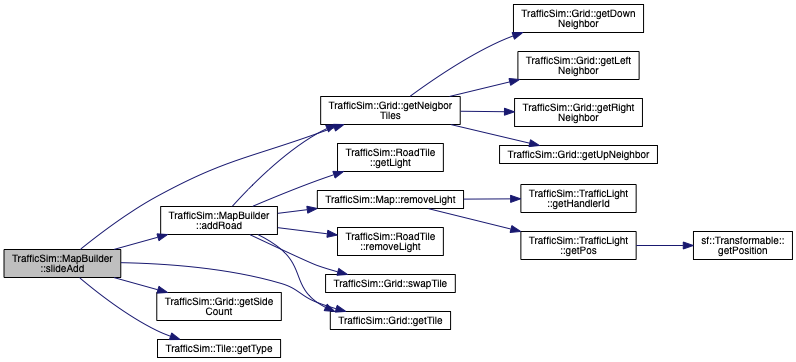 TrafficSim::Grid::getDown
Neighbor
TrafficSim::Grid::getLeft
Neighbor
TrafficSim::Grid::getNeigbor
Tiles
TrafficSim::Grid::getRight
Neighbor
TrafficSim::Grid::getUpNeighbor
TrafficSim::RoadTile
::getLight
TrafficSim::MapBuilder
::addRoad
TrafficSim::Map::removeLight
TrafficSim::TrafficLight
::getHandlerId
TrafficSim::RoadTile
::removeLight
TrafficSim::TrafficLight
::getPos
sf::Transformable::
getPosition
TrafficSim::MapBuilder
::slideAdd
TrafficSim::Grid::swapTile
TrafficSim::Grid::getSide
Count
TrafficSim::Grid::getTile
TrafficSim::Tile::getType